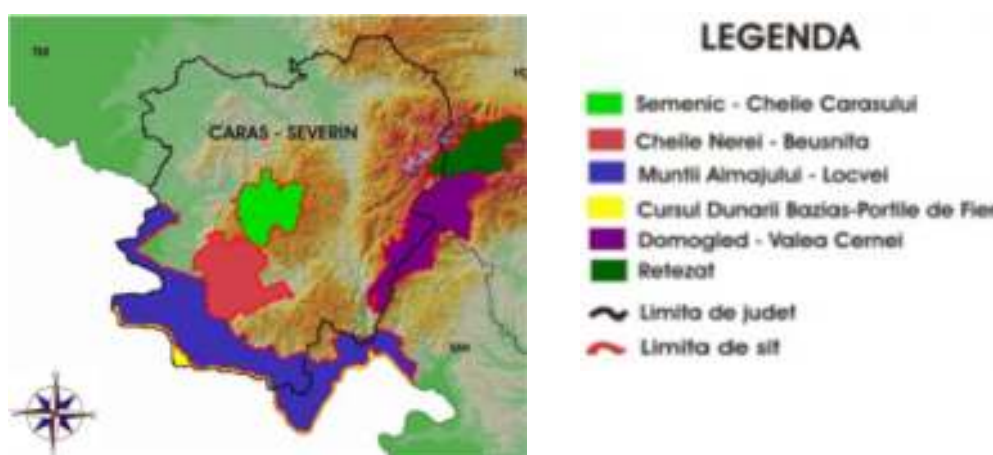 TM
CARAS - SEVERIN
LEGENDA
Semenic - Cheile Carasului
Cheile Nerei - Beusnita
Muntii Almajului - Locvei
Cursul Dunarii Bazias-Portile de Fier
Domogled - Valea Cernei
Retezat
Limita de judet
Limita de sit